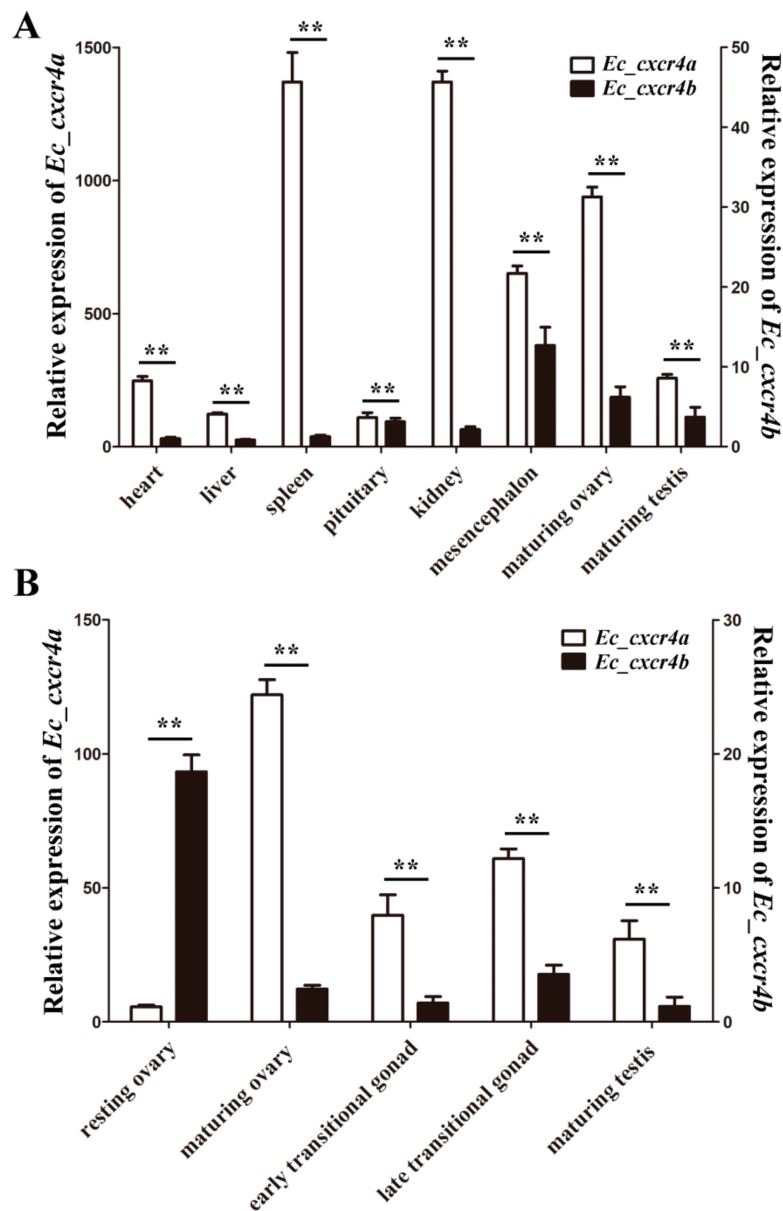 A
Relative expression of Ec_cxcr4a
1500
1000
500
0
** ** ** ** ** ** ** **
Ec_cxcr4a
Ec_cxcr4b
50
40
30
20
10
0
Relative expression of Ec_cxcr4b
heart
liver
spleen
pituitary
kidney
mesencephalon
maturing ovary
maturing testis
B
Relative expression of Ec_cxcr4a
150
100
50
0
** ** ** ** **
Ec_cxcr4a
Ec_cxcr4b
30
20
10
0
Relative expression of Ec_cxcr4b
resting ovary
maturing ovary
early transitional gonad
late transitional gonad
maturing testis